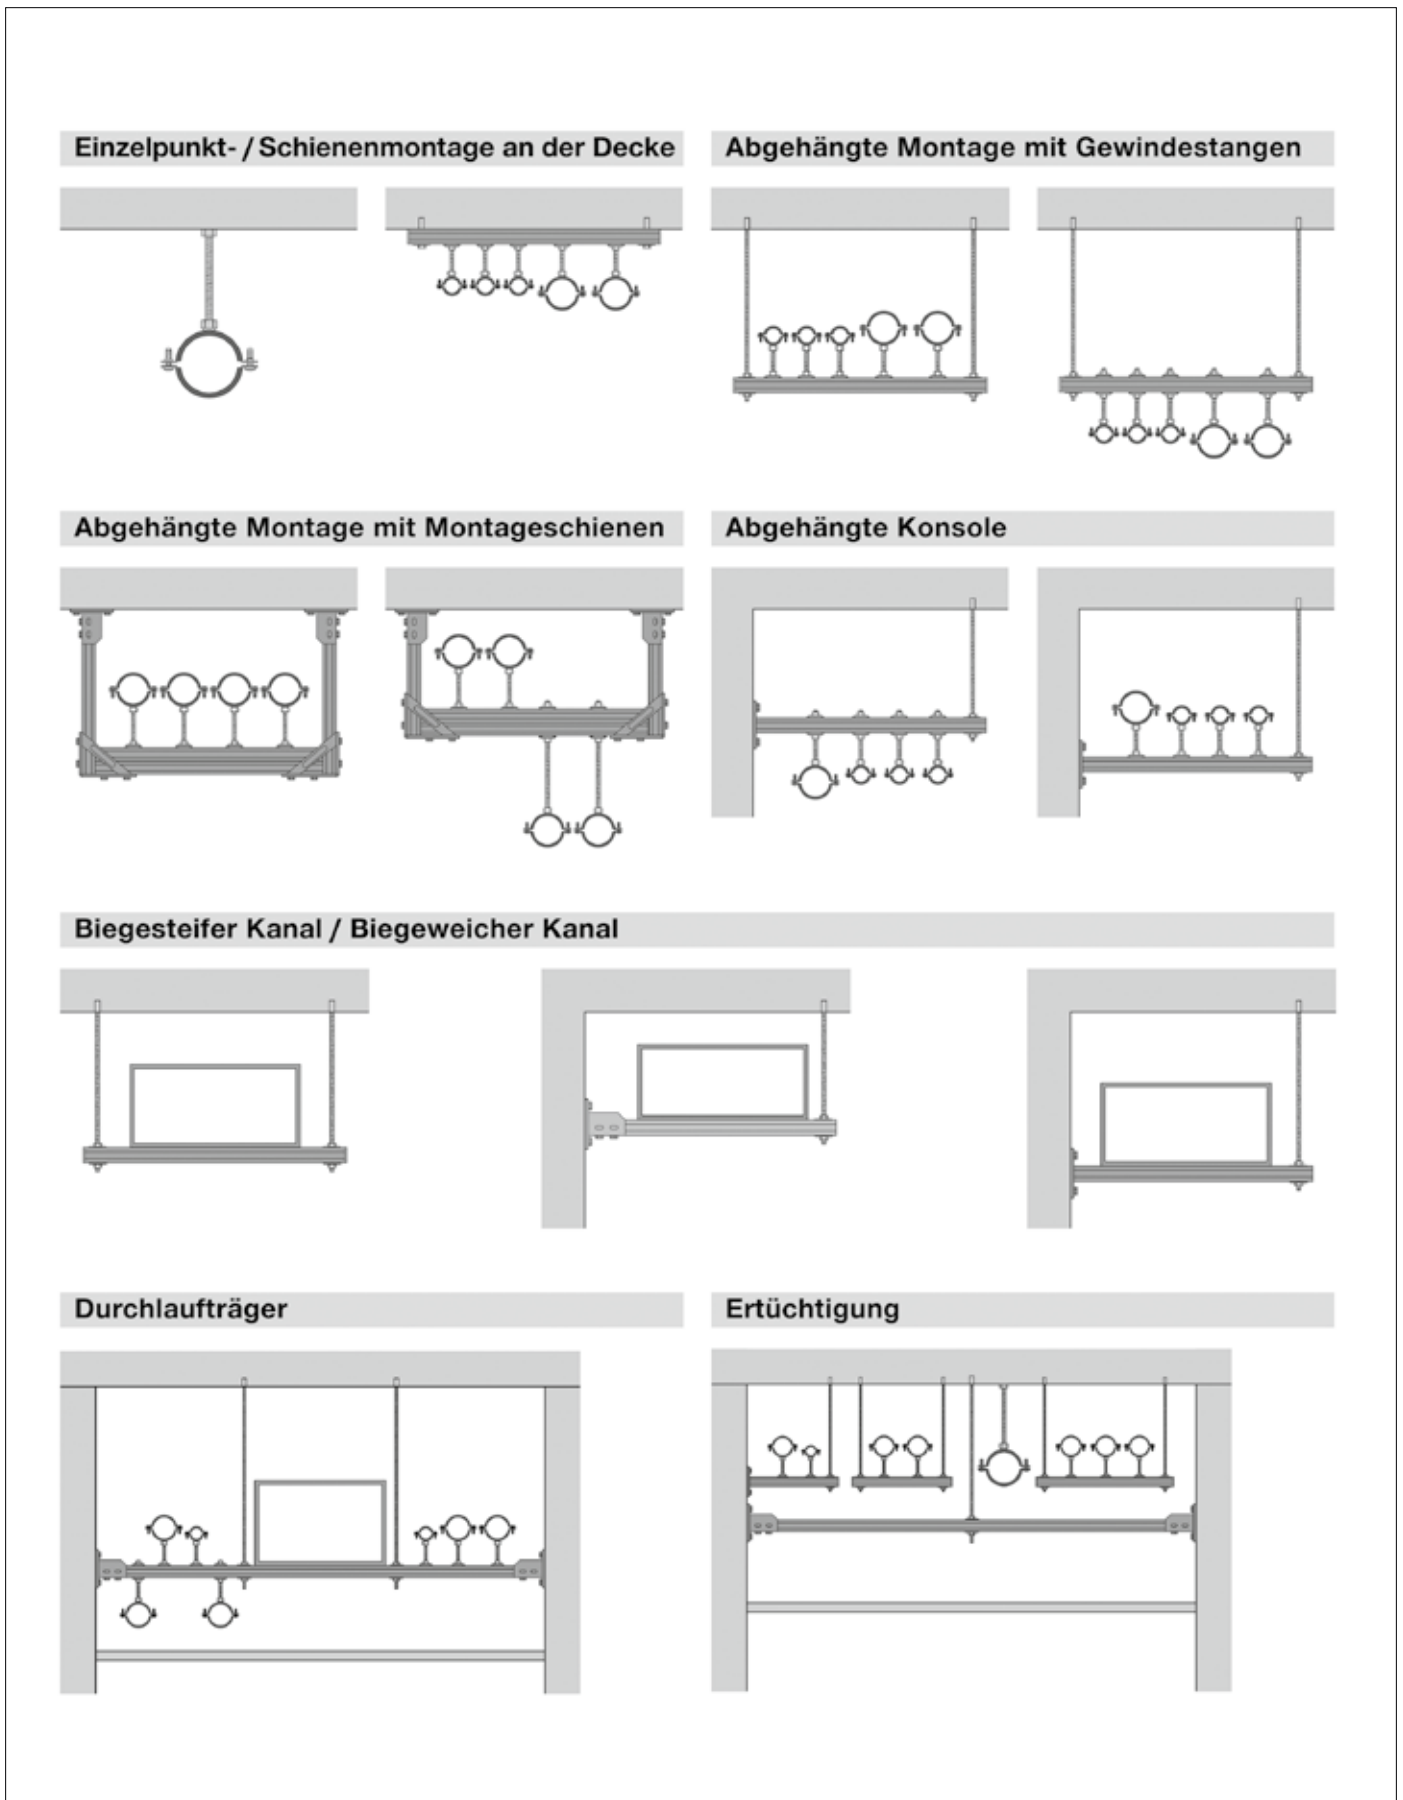 Einzelpunkt- / Schienenmontage an der Decke
Abgehängte Montage mit Gewindestangen
Abgehängte Montage mit Montageschienen
Abgehängte Konsole
Biegesteifer Kanal / Biegeweicher Kanal
Durchlaufträger
Ertüchtigung